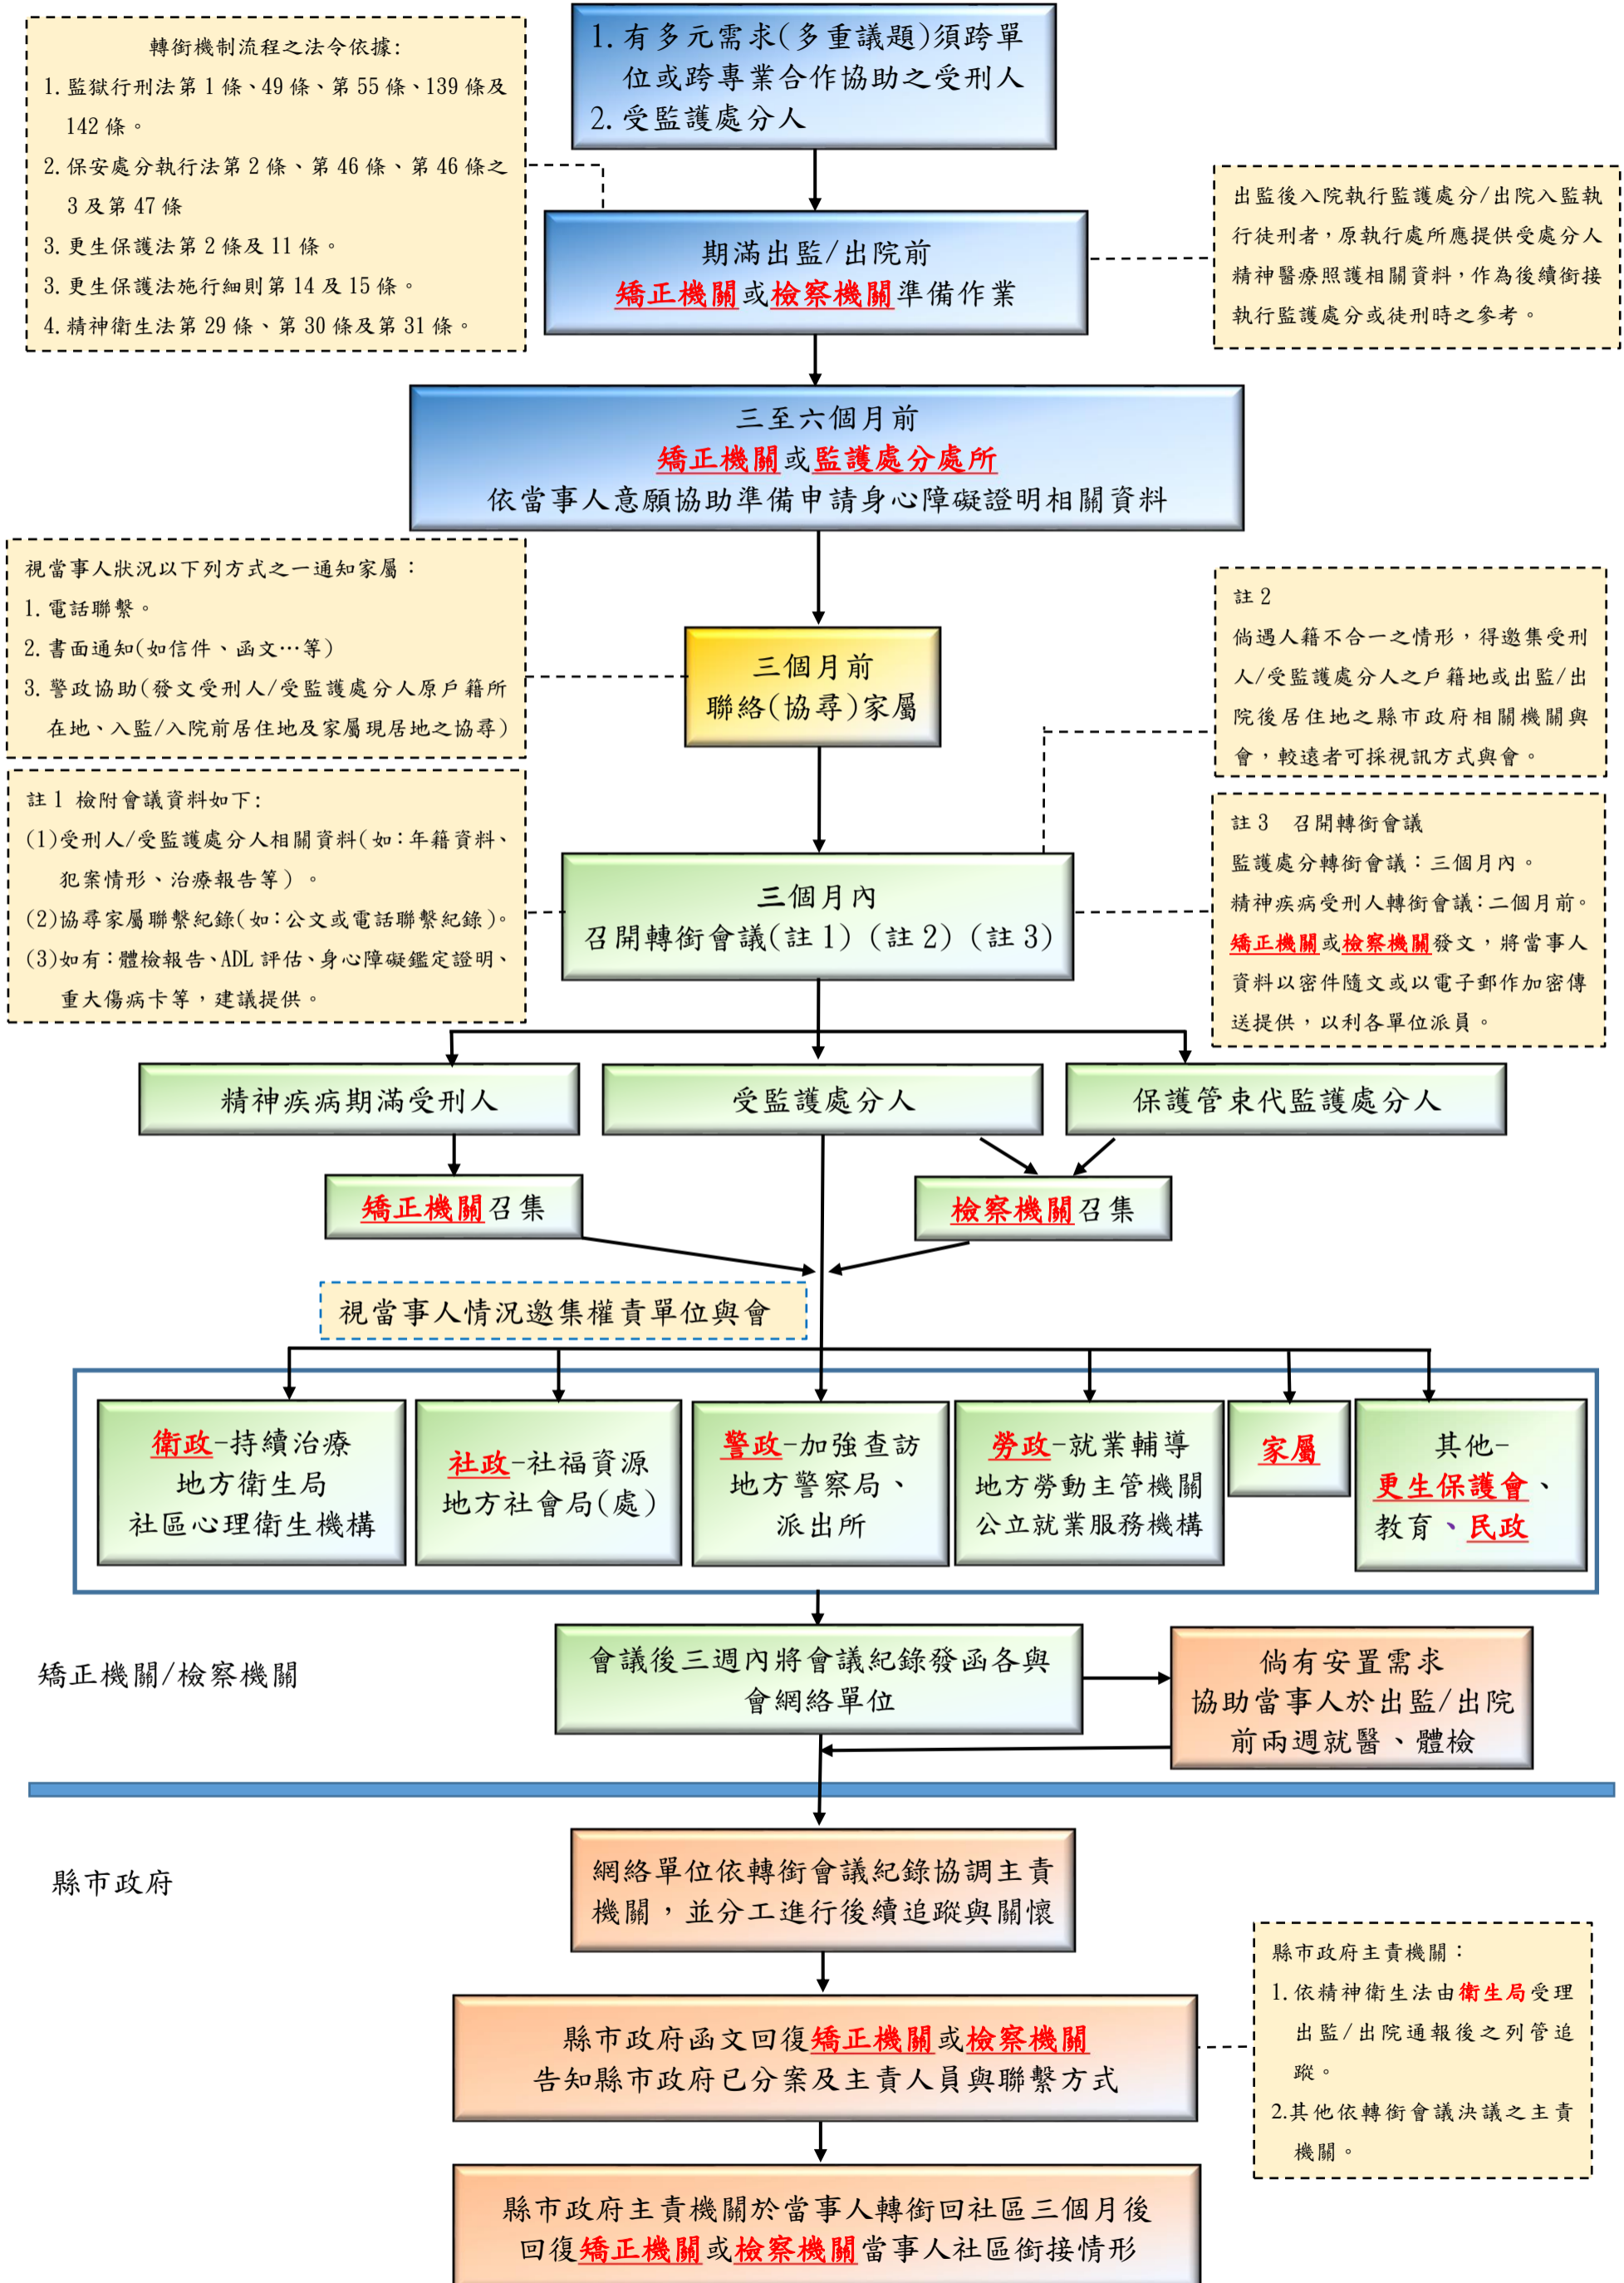 轉銜機制流程之法令依據:
1. 監獄行刑法第 1 條、49 條、第 55 條、139 條及
142 條。
2. 保安處分執行法第 2 條、第 46 條、第 46 條之
3 及第 47 條
3. 更生保護法第 2 條及 11 條。
3. 更生保護法施行細則第 14 及 15 條。
4. 精神衛生法第 29 條、第 30 條及第 31 條。
1. 有多元需求(多重議題)須跨單
位或跨專業合作協助之受刑人
2. 受監護處分人
期滿出監/出院前
矯正機關或檢察機關準備作業
出監後入院執行監護處分/出院入監執
行徒刑者，原執行處所應提供受處分人
精神醫療照護相關資料，作為後續銜接
執行監護處分或徒刑時之參考。
三至六個月前
矯正機關或監護處分處所
依當事人意願協助準備申請身心障礙證明相關資料
視當事人狀況以下列方式之一通知家屬：
1. 電話聯繫。
2. 書面通知(如信件、函文…等)
3. 警政協助(發文受刑人/受監護處分人原戶籍所
在地、入監/入院前居住地及家屬現居地之協尋)
三個月前
聯絡(協尋)家屬
註 2
倘遇人籍不合一之情形，得邀集受刑
人/受監護處分人之戶籍地或出監/出
院後居住地之縣市政府相關機關與
會，較遠者可採視訊方式與會。
註 1 檢附會議資料如下:
(1)受刑人/受監護處分人相關資料(如：年籍資料、
犯案情形、治療報告等)。
(2)協尋家屬聯繫紀錄(如：公文或電話聯繫紀錄)。
(3)如有：體檢報告、ADL 評估、身心障礙鑑定證明、
重大傷病卡等，建議提供。
三個月內
召開轉銜會議(註 1) (註 2) (註 3)
註 3 召開轉銜會議
監護處分轉銜會議：三個月內。
精神疾病受刑人轉銜會議：二個月前。
矯正機關或檢察機關發文，將當事人
資料以密件隨文或以電子郵作加密傳
送提供，以利各單位派員。
精神疾病期滿受刑人
受監護處分人
保護管束代監護處分人
矯正機關召集
檢察機關召集
視當事人情況邀集權責單位與會
衛政-持續治療
地方衛生局
社區心理衛生機構
社政-社福資源
地方社會局(處)
警政-加強查訪
地方警察局、
派出所
勞政-就業輔導
地方勞動主管機關
公立就業服務機構
家屬
其他-
更生保護會、
教育、民政
矯正機關/檢察機關
會議後三週內將會議紀錄發函各與
會網絡單位
倘有安置需求
協助當事人於出監/出院
前兩週就醫、體檢
縣市政府
網絡單位依轉銜會議紀錄協調主責
機關，並分工進行後續追蹤與關懷
縣市政府函文回復矯正機關或檢察機關
告知縣市政府已分案及主責人員與聯繫方式
縣市政府主責機關：
1. 依精神衛生法由衛生局受理
出監/出院通報後之列管追
蹤。
2.其他依轉銜會議決議之主責
機關。
縣市政府主責機關於當事人轉銜回社區三個月後
回復矯正機關或檢察機關當事人社區銜接情形